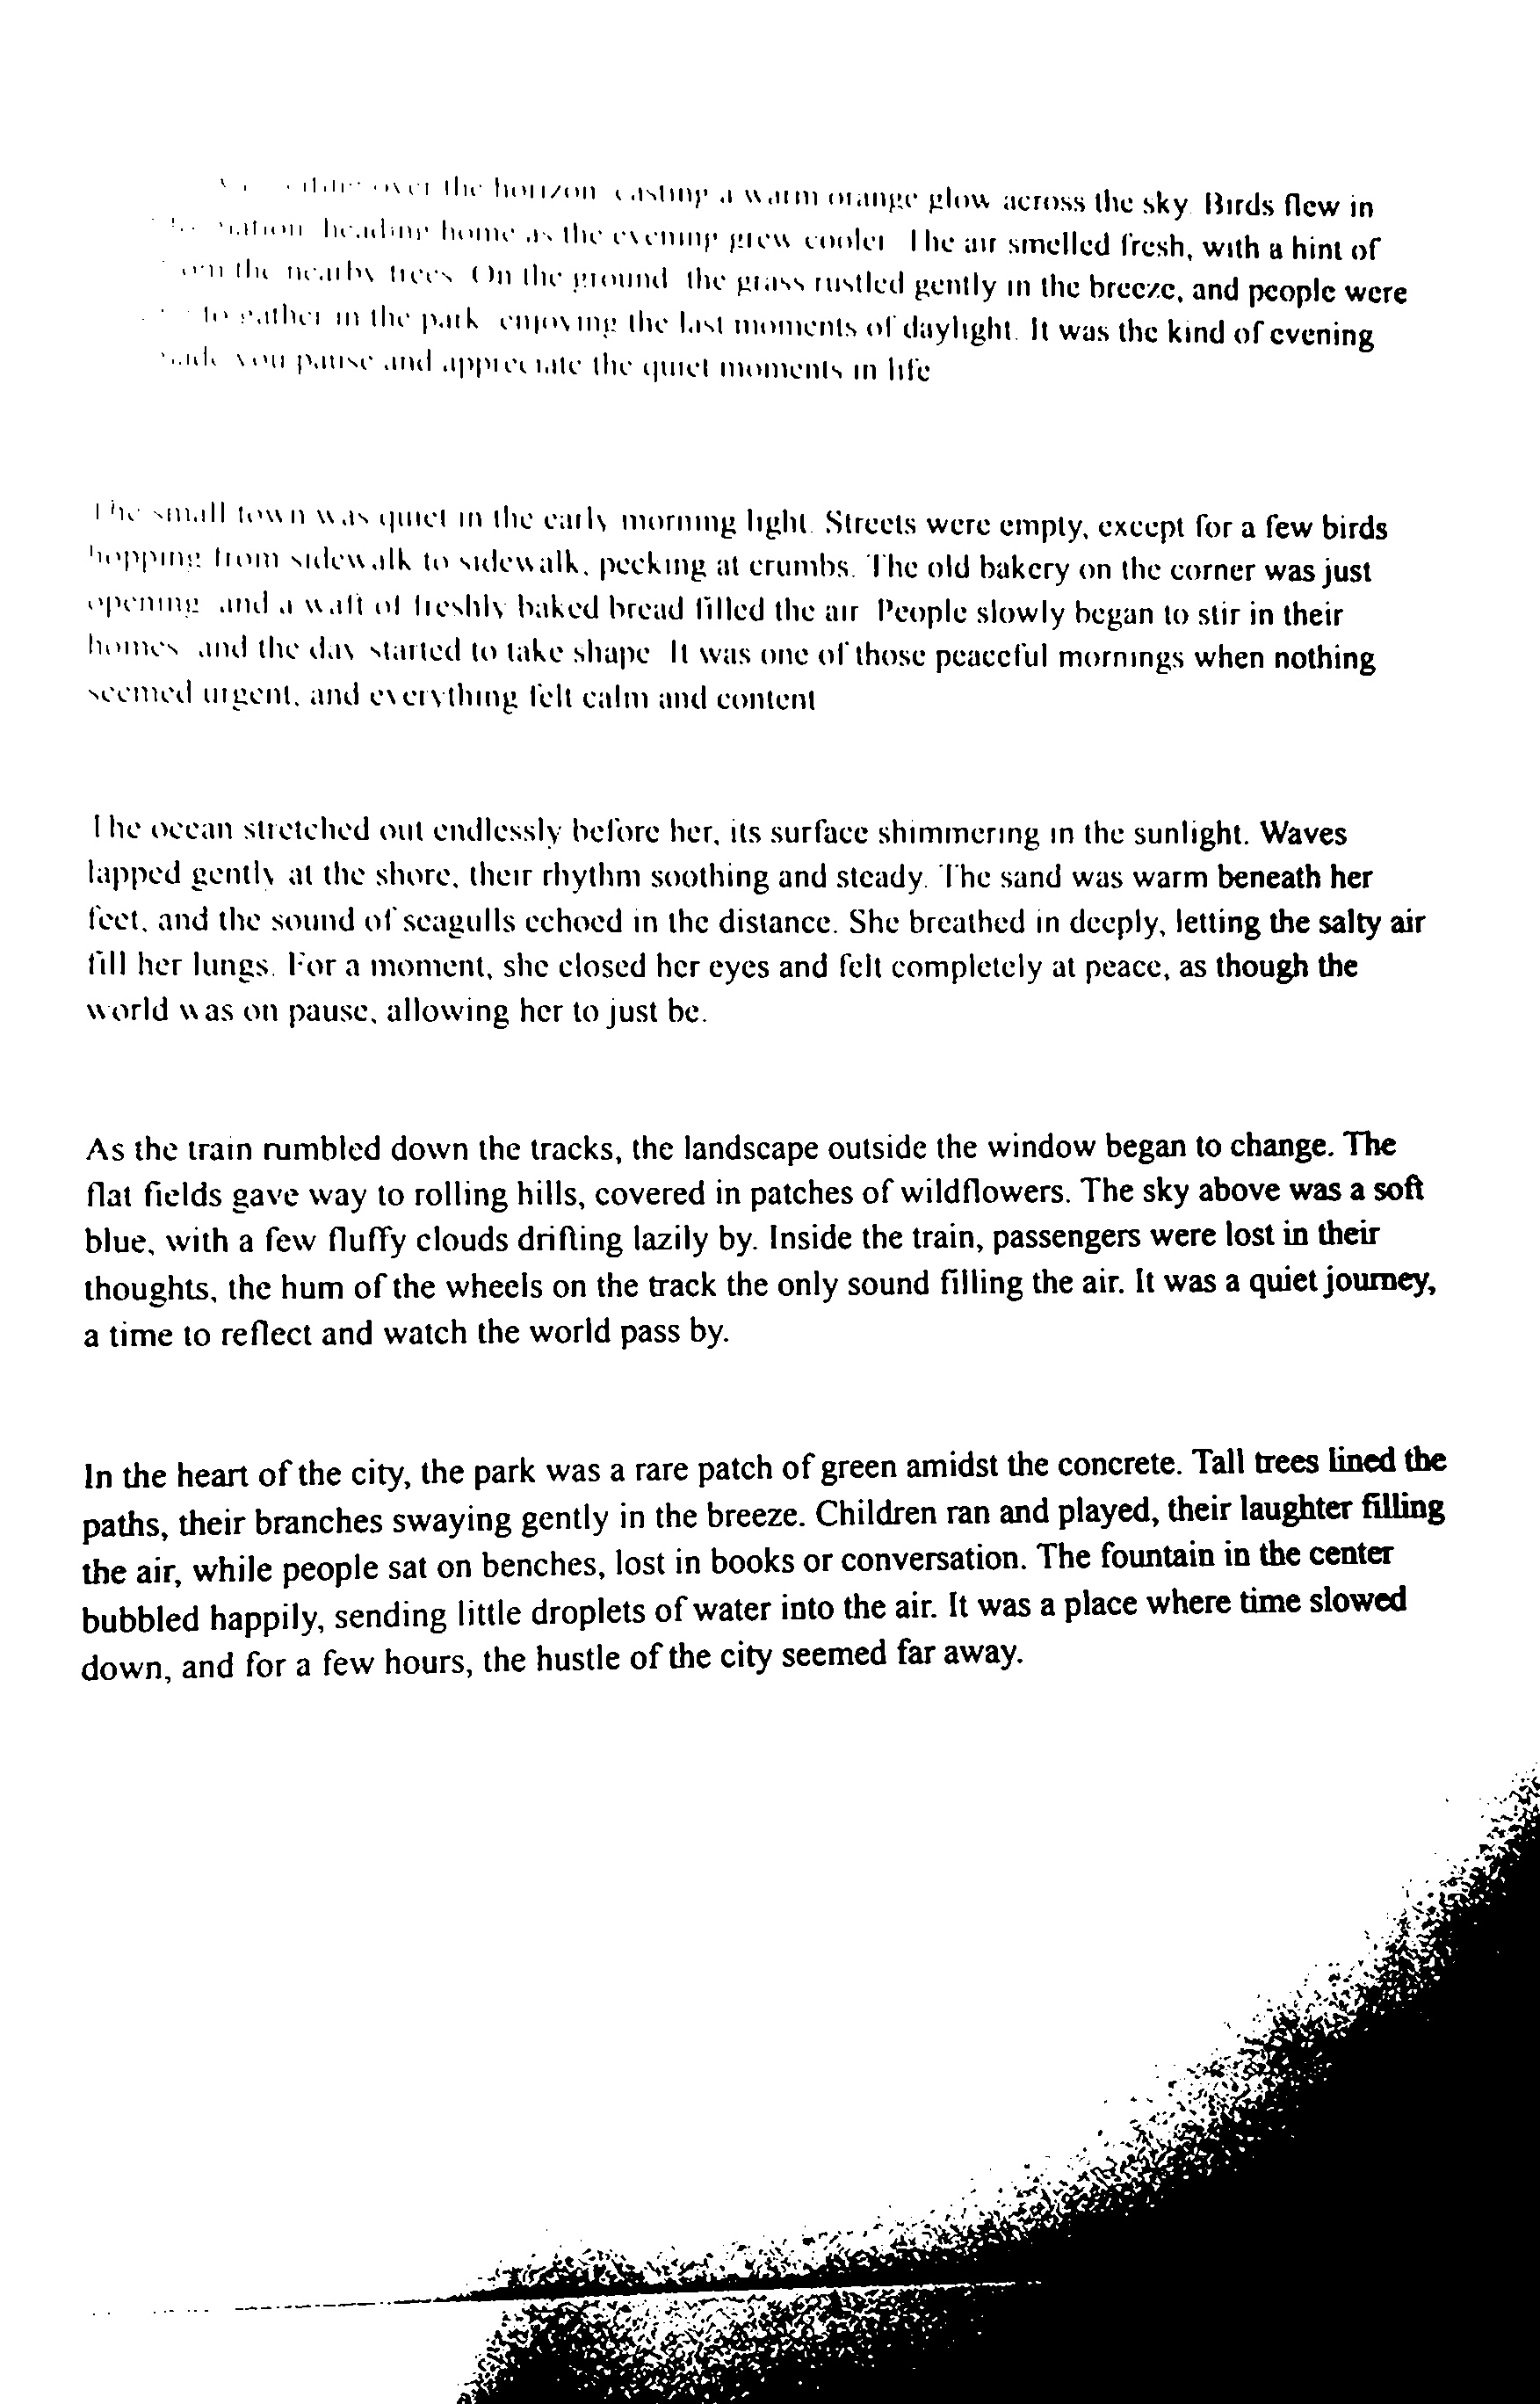 over the horizon, casting a warm orange glow across the sky. Birds flew in
heading home as the evening grew cooler. The air smelled fresh, with a hint of
the nearby trees. On the ground, the grass rustled gently in the breeze, and people were
to gather in the park, enjoying the last moments of daylight. It was the kind of evening
you pause and appreciate the quiet moments in life
The small town was quiet in the early morning light. Streets were empty, except for a few birds
hopping from sidewalk to sidewalk, pecking at crumbs. The old bakery on the corner was just
opening, and a waft of freshly baked bread filled the air. People slowly began to stir in their
homes, and the day started to take shape. It was one of those peaceful mornings when nothing
seemed urgent, and everything felt calm and content
The ocean stretched out endlessly before her, its surface shimmering in the sunlight. Waves
lapped gently at the shore, their rhythm soothing and steady. The sand was warm beneath her
feet, and the sound of seagulls echoed in the distance. She breathed in deeply, letting the salty air
fill her lungs. For a moment, she closed her eyes and felt completely at peace, as though the
world was on pause, allowing her to just be.
As the train rumbled down the tracks, the landscape outside the window began to change. The
flat fields gave way to rolling hills, covered in patches of wildflowers. The sky above was a soft
blue, with a few fluffy clouds drifting lazily by. Inside the train, passengers were lost in their
thoughts, the hum of the wheels on the track the only sound filling the air. It was a quiet journey,
a time to reflect and watch the world pass by.
In the heart of the city, the park was a rare patch of green amidst the concrete. Tall trees lined the
paths, their branches swaying gently in the breeze. Children ran and played, their laughter filling
the air, while people sat on benches, lost in books or conversation. The fountain in the center
bubbled happily, sending little droplets of water into the air. It was a place where time slowed
down, and for a few hours, the hustle of the city seemed far away.